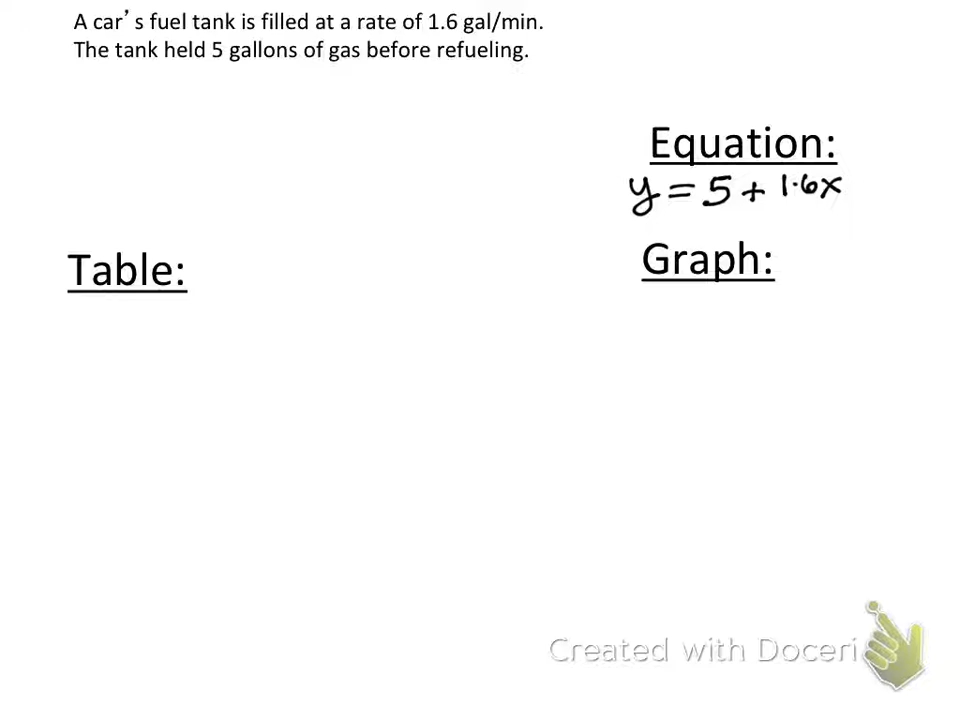 A car's fuel tank is filled at a rate of 1.6 gal/min.
The tank held 5 gallons of gas before refueling.
Equation:
y = 5 + 1.6x
Table:
Graph:
Created with Doceri